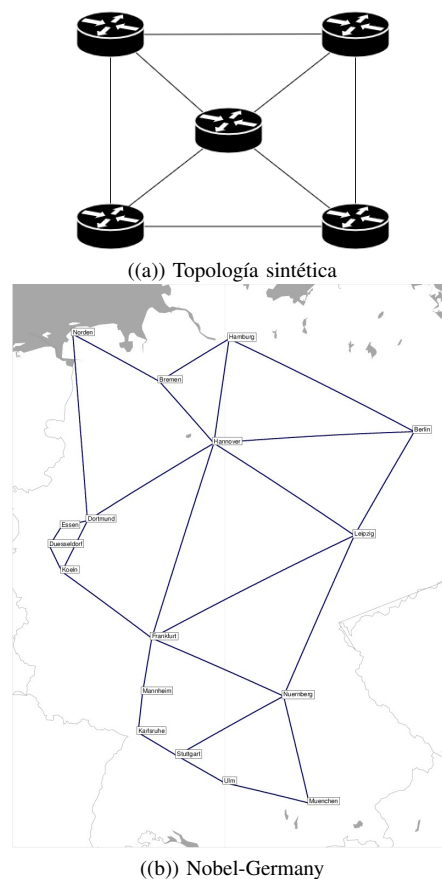 ((a)) Topología sintética
Norden
Hamburg
Bremen
Berlin
Hannover
Dortmund
Essen
Duesseldorf
Leipzig
Koeln
Frankfurt
Mannheim
Nuernberg
Karlsruhe
Stuttgart
Ulm
Muenchen
((b)) Nobel-Germany